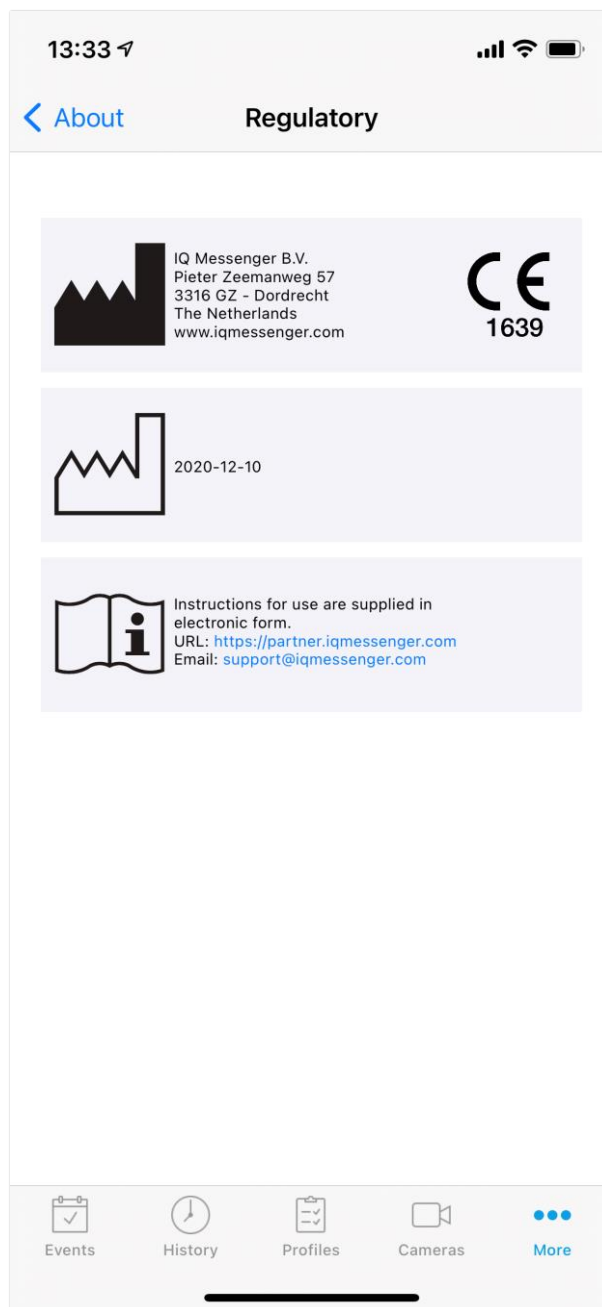 13:33
About
Regulatory
IQ Messenger B.V.
Pieter Zeemanweg 57
3316 GZ - Dordrecht
The Netherlands
www.iqmessenger.com
CE
1639
2020-12-10
Instructions for use are supplied in
electronic form.
URL: https://partner.iqmessenger.com
Email: support@iqmessenger.com
Events
History
Profiles
Cameras
More